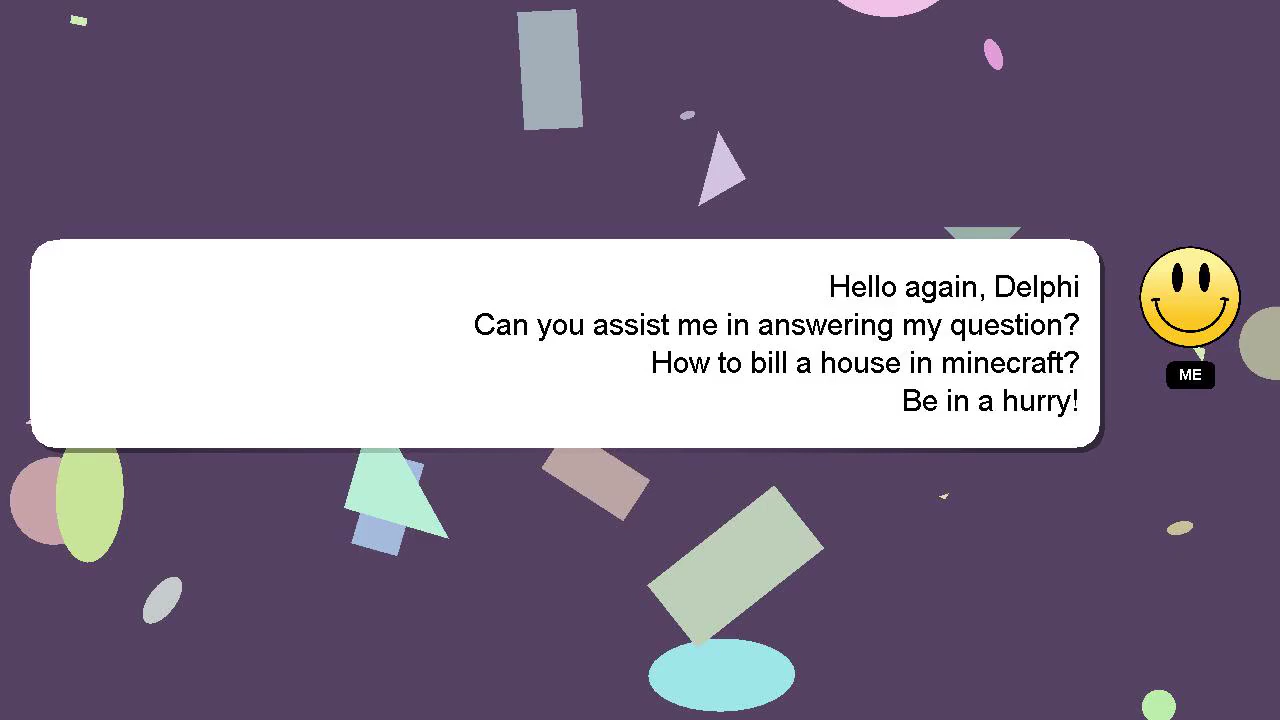 Hello again, Delphi
Can you assist me in answering my question?
How to bill a house in minecraft?
Be in a hurry!
ME